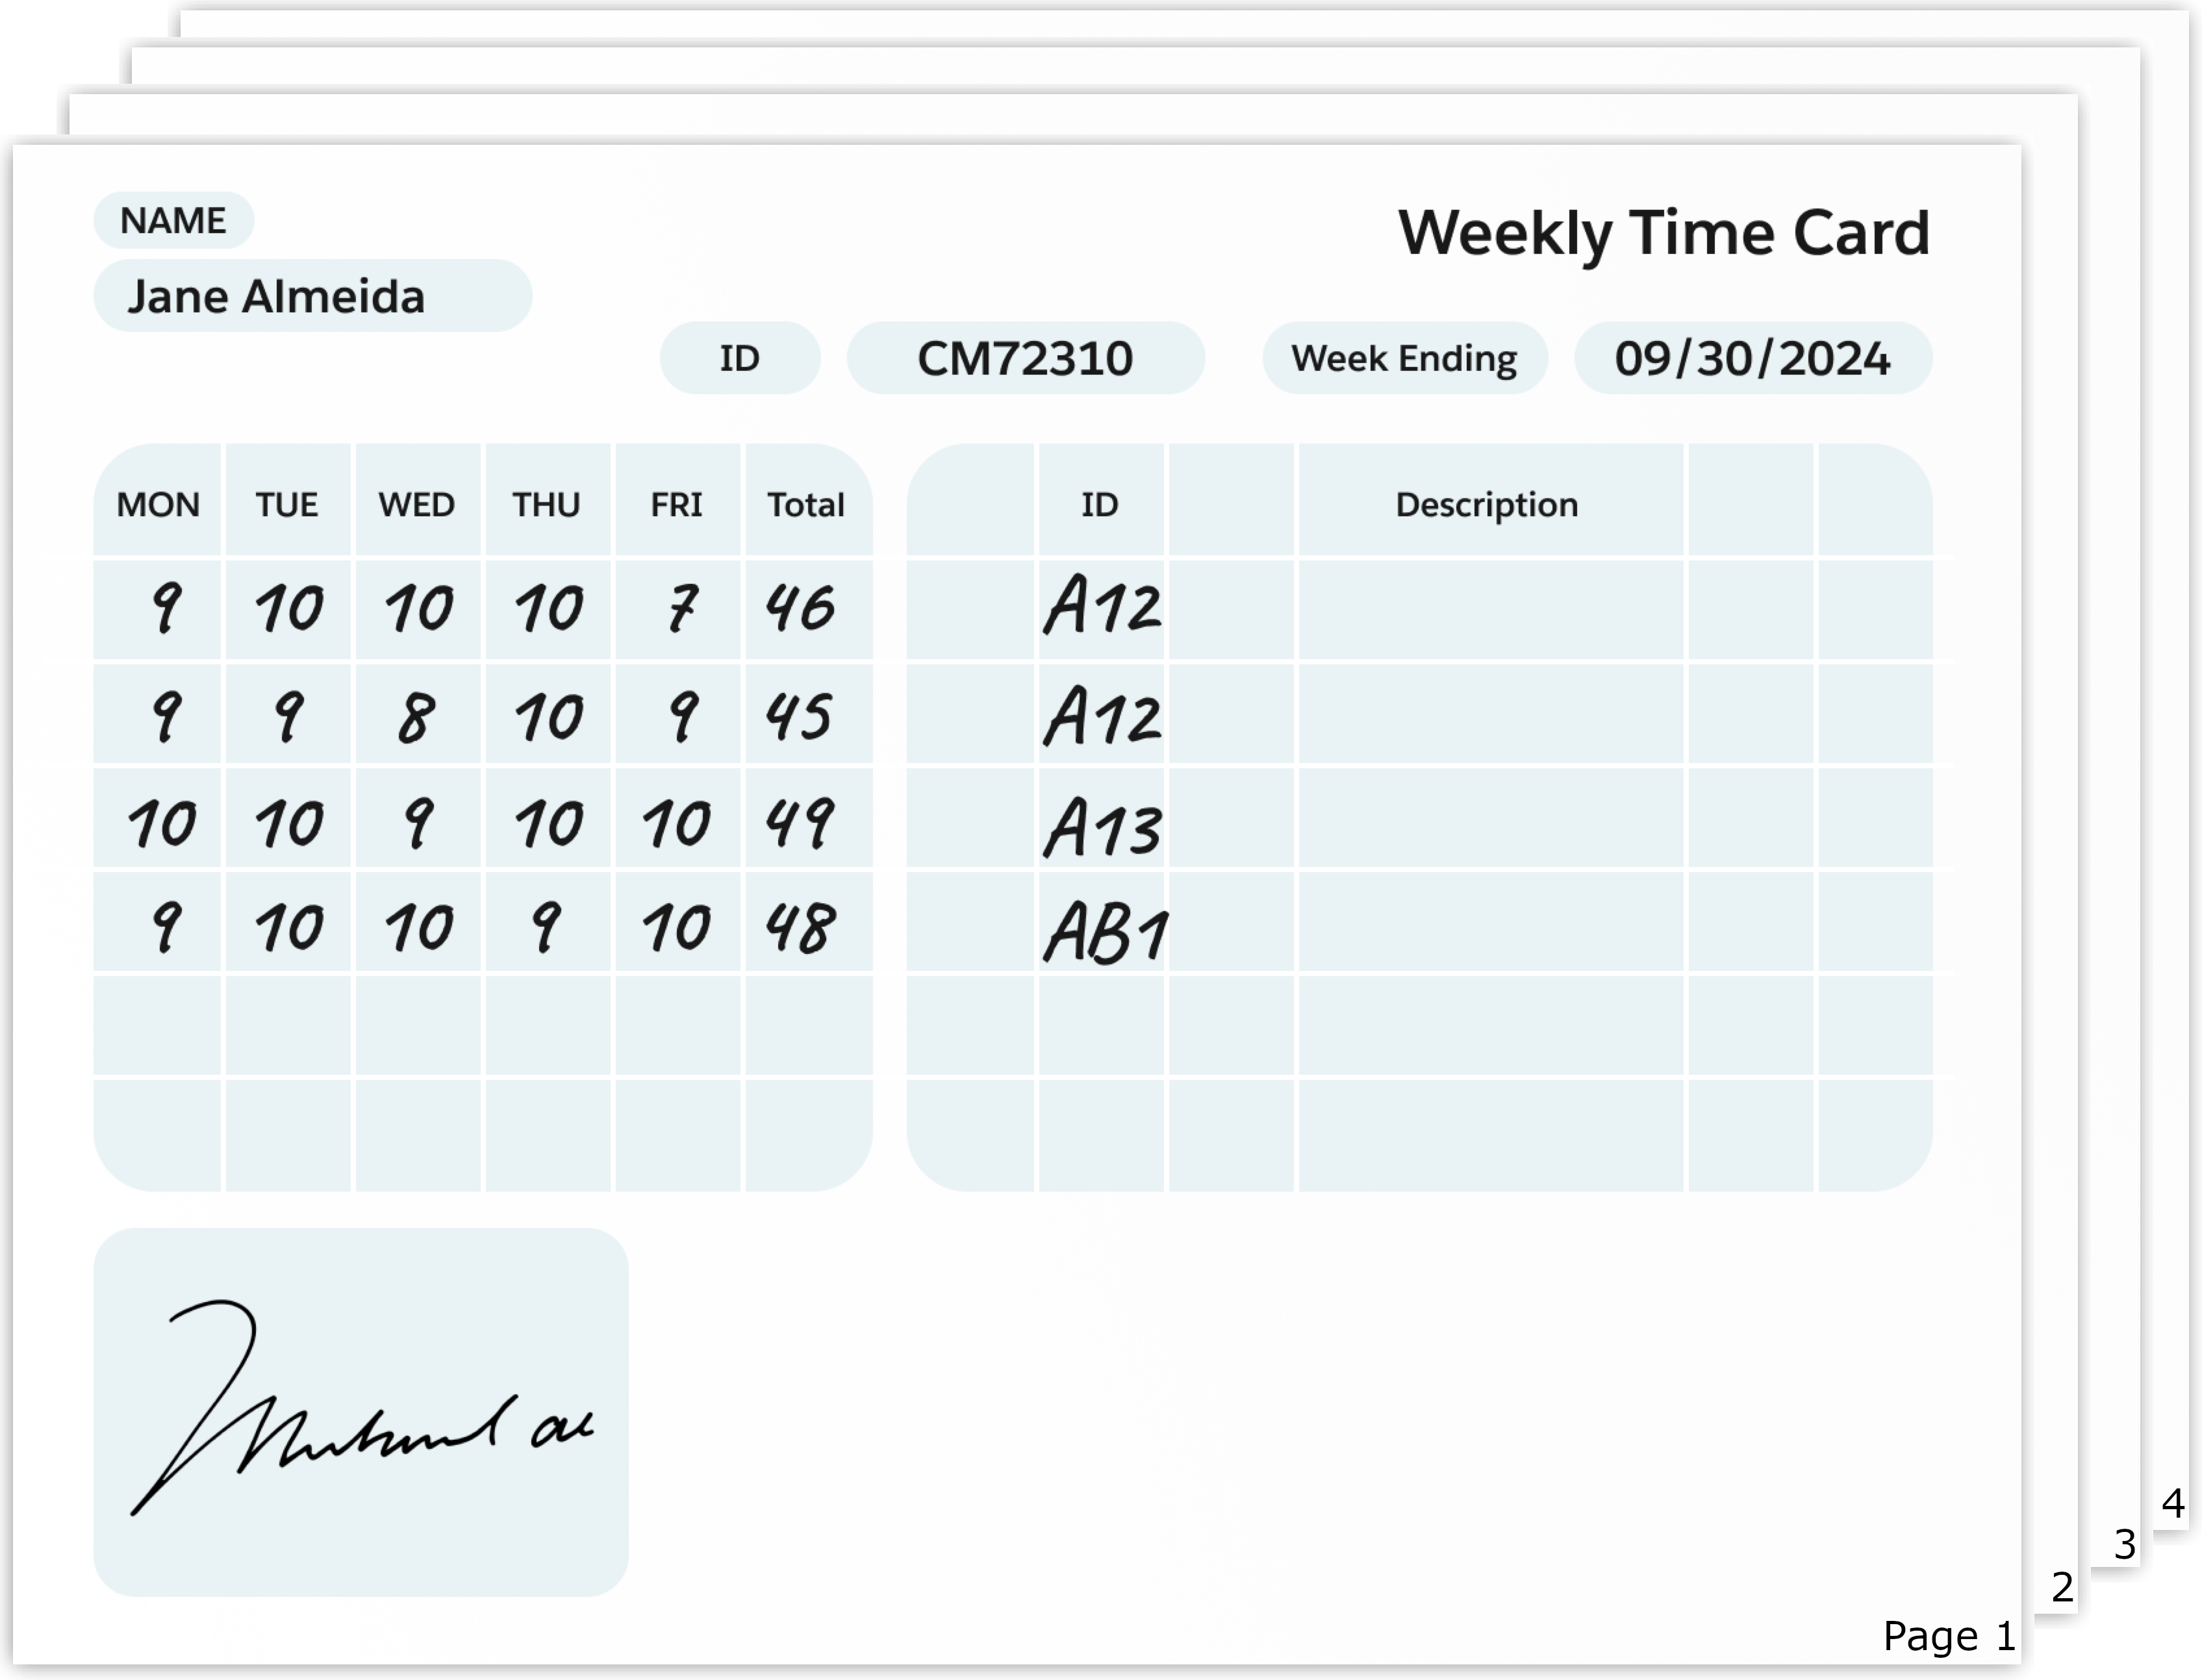 NAME
Weekly Time Card
Jane Almeida
ID CM72310 Week Ending 09/30/2024
MON TUE WED THU FRI Total ID Description
9 10 10 10 7 46 A12
9 9 8 10 9 45 A12
10 10 9 10 10 49 A13
9 10 10 9 10 48 AB1
4
3
2
Page 1